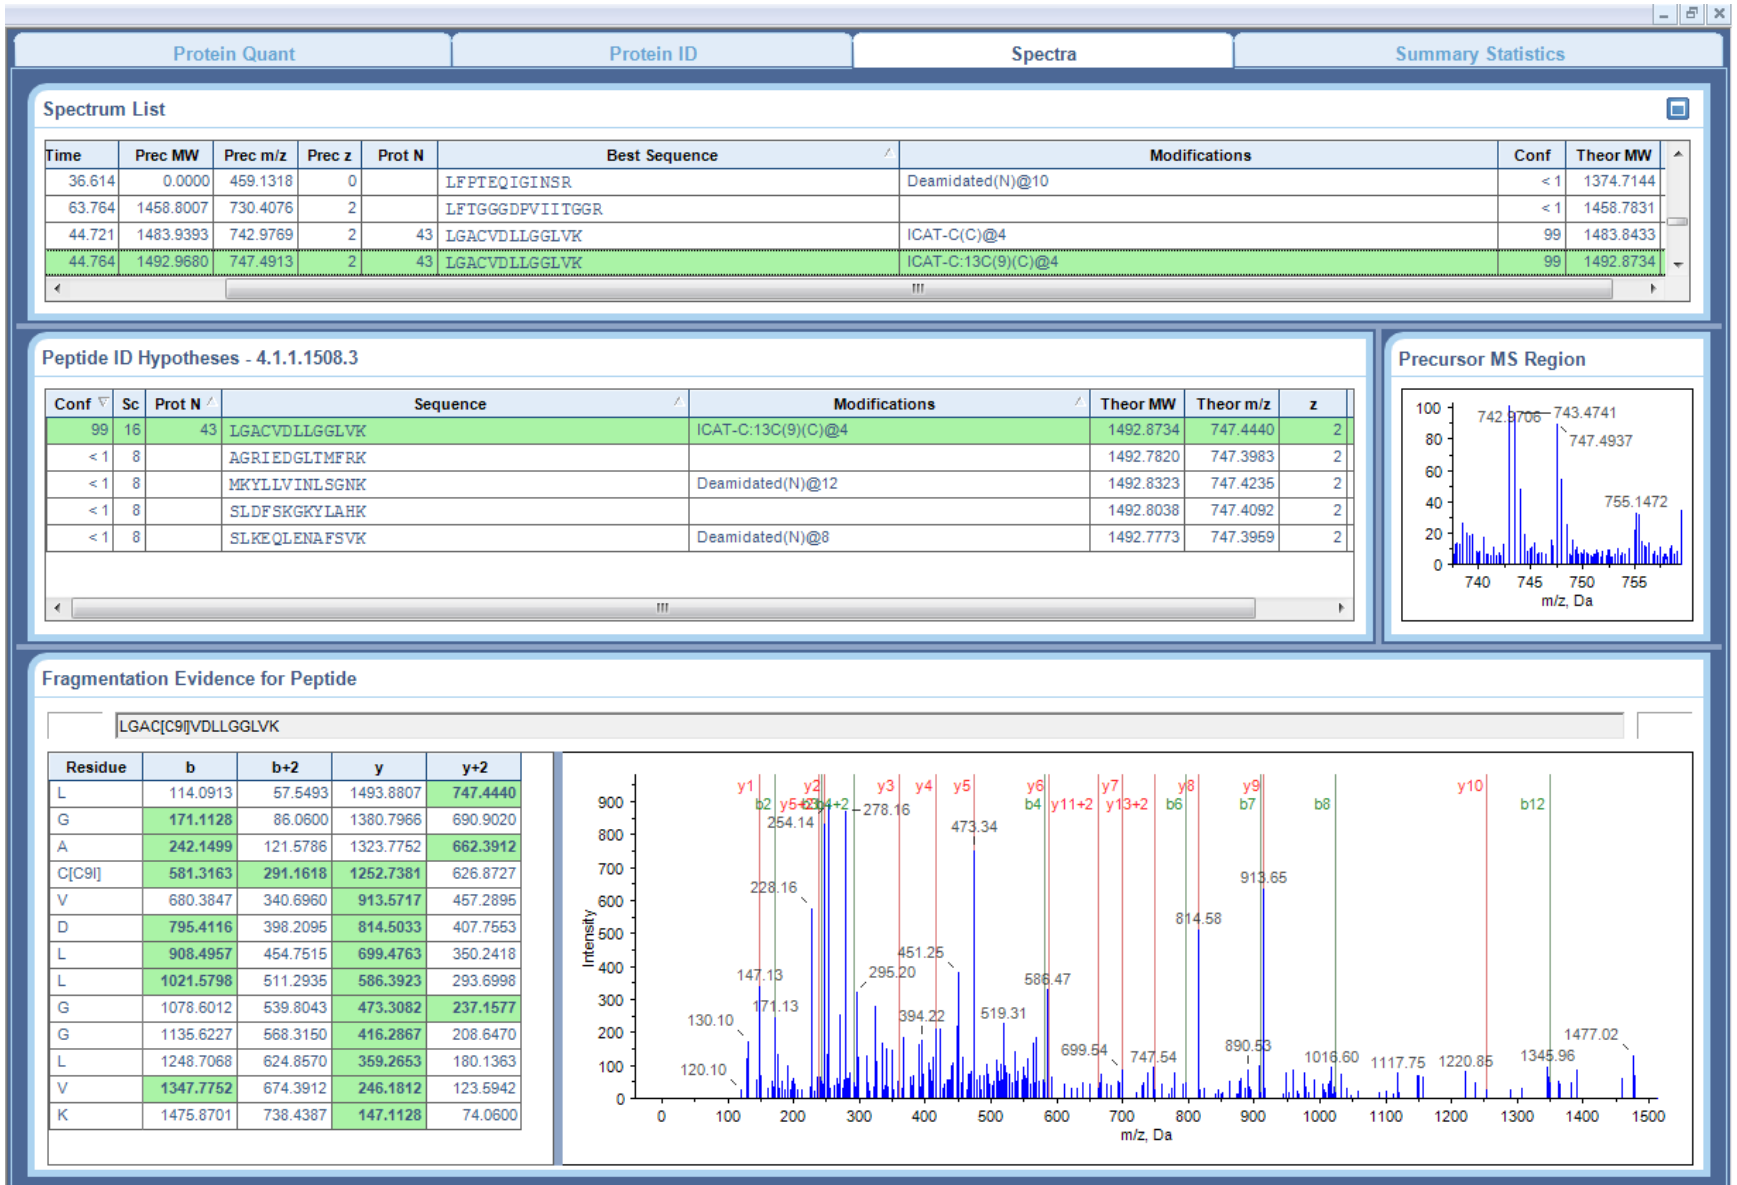 Protein Quant Protein ID Spectra Summary Statistics
Spectrum List
Time Prec MW Prec m/z Prec z Prot N Best Sequence Modifications Conf Theor MW
36.614 0.0000 459.1318 0 LFPTEQIGINSR Deamidated(N)@10 < 1 1374.7144
63.764 1458.8007 730.4076 2 LFTGGGDPVIITGGR < 1 1458.7831
44.721 1483.9393 742.9769 2 43 LGACVDLLGGLVK ICAT-C(C)@4 99 1483.8433
44.764 1492.9680 747.4913 2 43 LGACVDLLGGLVK ICAT-C:13C(9)(C)@4 99 1492.8734
Peptide ID Hypotheses - 4.1.1.1508.3
Conf Sc Prot N Sequence Modifications Theor MW Theor m/z z
99 16 43 LGACVDLLGGLVK ICAT-C:13C(9)(C)@4 1492.8734 747.4440 2
< 1 8 AGRIEDGLTMFRK 1492.7820 747.3983 2
< 1 8 MKYLLVINLSGNK Deamidated(N)@12 1492.8323 747.4235 2
< 1 8 SLDFSKGKYLAHK 1492.8038 747.4092 2
< 1 8 SLKEQLENAFSVK Deamidated(N)@8 1492.7773 747.3959 2
Precursor MS Region
100 742.9706 743.4741
80 747.4937
60
40 755.1472
20
0
740 745 750 755
m/z, Da
Fragmentation Evidence for Peptide
LGAC[C9I]VDLLGGLVK
Residue b b+2 y y+2
L 114.0913 57.5493 1493.8807 747.4440
G 171.1128 86.0600 1380.7966 690.9020
A 242.1499 121.5786 1323.7752 662.3912
C[C9I] 581.3163 291.1618 1252.7381 626.8727
V 680.3847 340.6960 913.5717 457.2895
D 795.4116 398.2095 814.5033 407.7553
L 908.4957 454.7515 699.4763 350.2418
L 1021.5798 511.2935 586.3923 293.6998
G 1078.6012 539.8043 473.3082 237.1577
G 1135.6227 568.3150 416.2867 208.6470
L 1248.7068 624.8570 359.2653 180.1363
V 1347.7752 674.3912 246.1812 123.5942
K 1475.8701 738.4387 147.1128 74.0600
y1 y2 y3 y4 y5 y6 y7 y8 y9 y10
b2 b4 y11+2 y13+2 b6 b7 b8 b12
900 254.14 278.16
800 473.34
700
600 228.16 913.65
500 814.58
400 147.13 295.20 451.25 586.47
300 171.13
200 130.10 394.22 519.31 699.54 747.54 890.53 1016.60 1117.75 1220.85 1345.96 1477.02
100 120.10
0
Intensity
0 100 200 300 400 500 600 700 800 900 1000 1100 1200 1300 1400 1500
m/z, Da